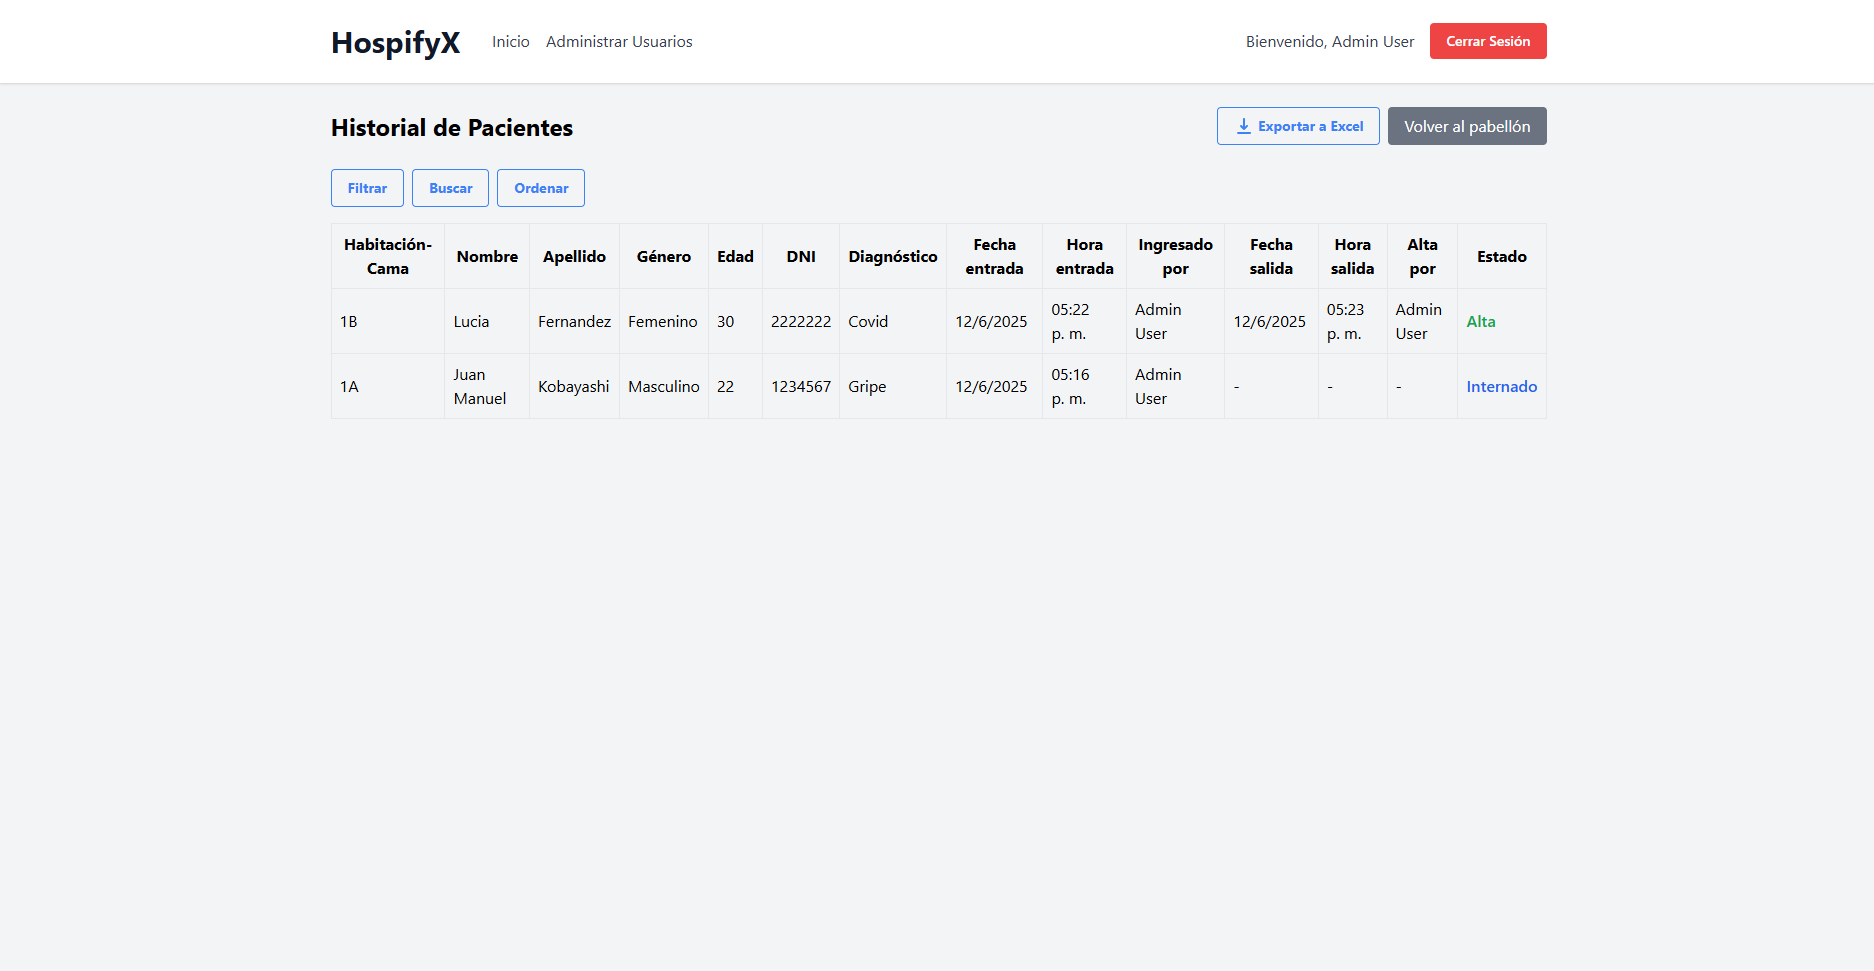 HospifyX Inicio Administrar Usuarios Bienvenido, Admin User Cerrar Sesión
Historial de Pacientes Exportar a Excel Volver al pabellón
Filtrar Buscar Ordenar
Habitación-Cama Nombre Apellido Género Edad DNI Diagnóstico Fecha entrada Hora entrada Ingresado por Fecha salida Hora salida Alta por Estado
1B Lucia Fernandez Femenino 30 2222222 Covid 12/6/2025 05:22 p. m. Admin User 12/6/2025 05:23 p. m. Admin User Alta
1A Juan Manuel Kobayashi Masculino 22 1234567 Gripe 12/6/2025 05:16 p. m. Admin User - - - Internado